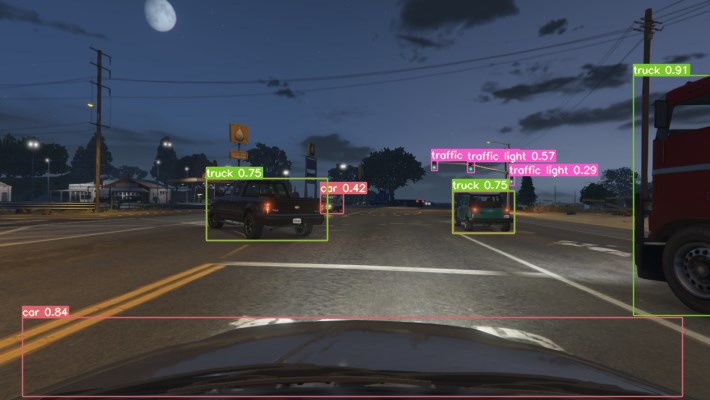 truck 0.91
traffic traffic light 0.57
traffic light 0.29
truck 0.75
car 0.42
truck 0.75
car 0.84